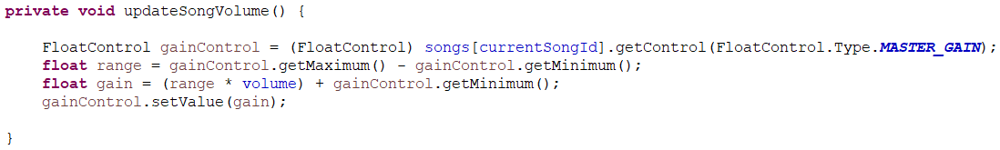 private void updateSongVolume() {
FloatControl gainControl = (FloatControl) songs[currentSongId].getControl(FloatControl.Type.MASTER_GAIN);
float range = gainControl.getMaximum() - gainControl.getMinimum();
float gain = (range * volume) + gainControl.getMinimum();
gainControl.setValue(gain);
}